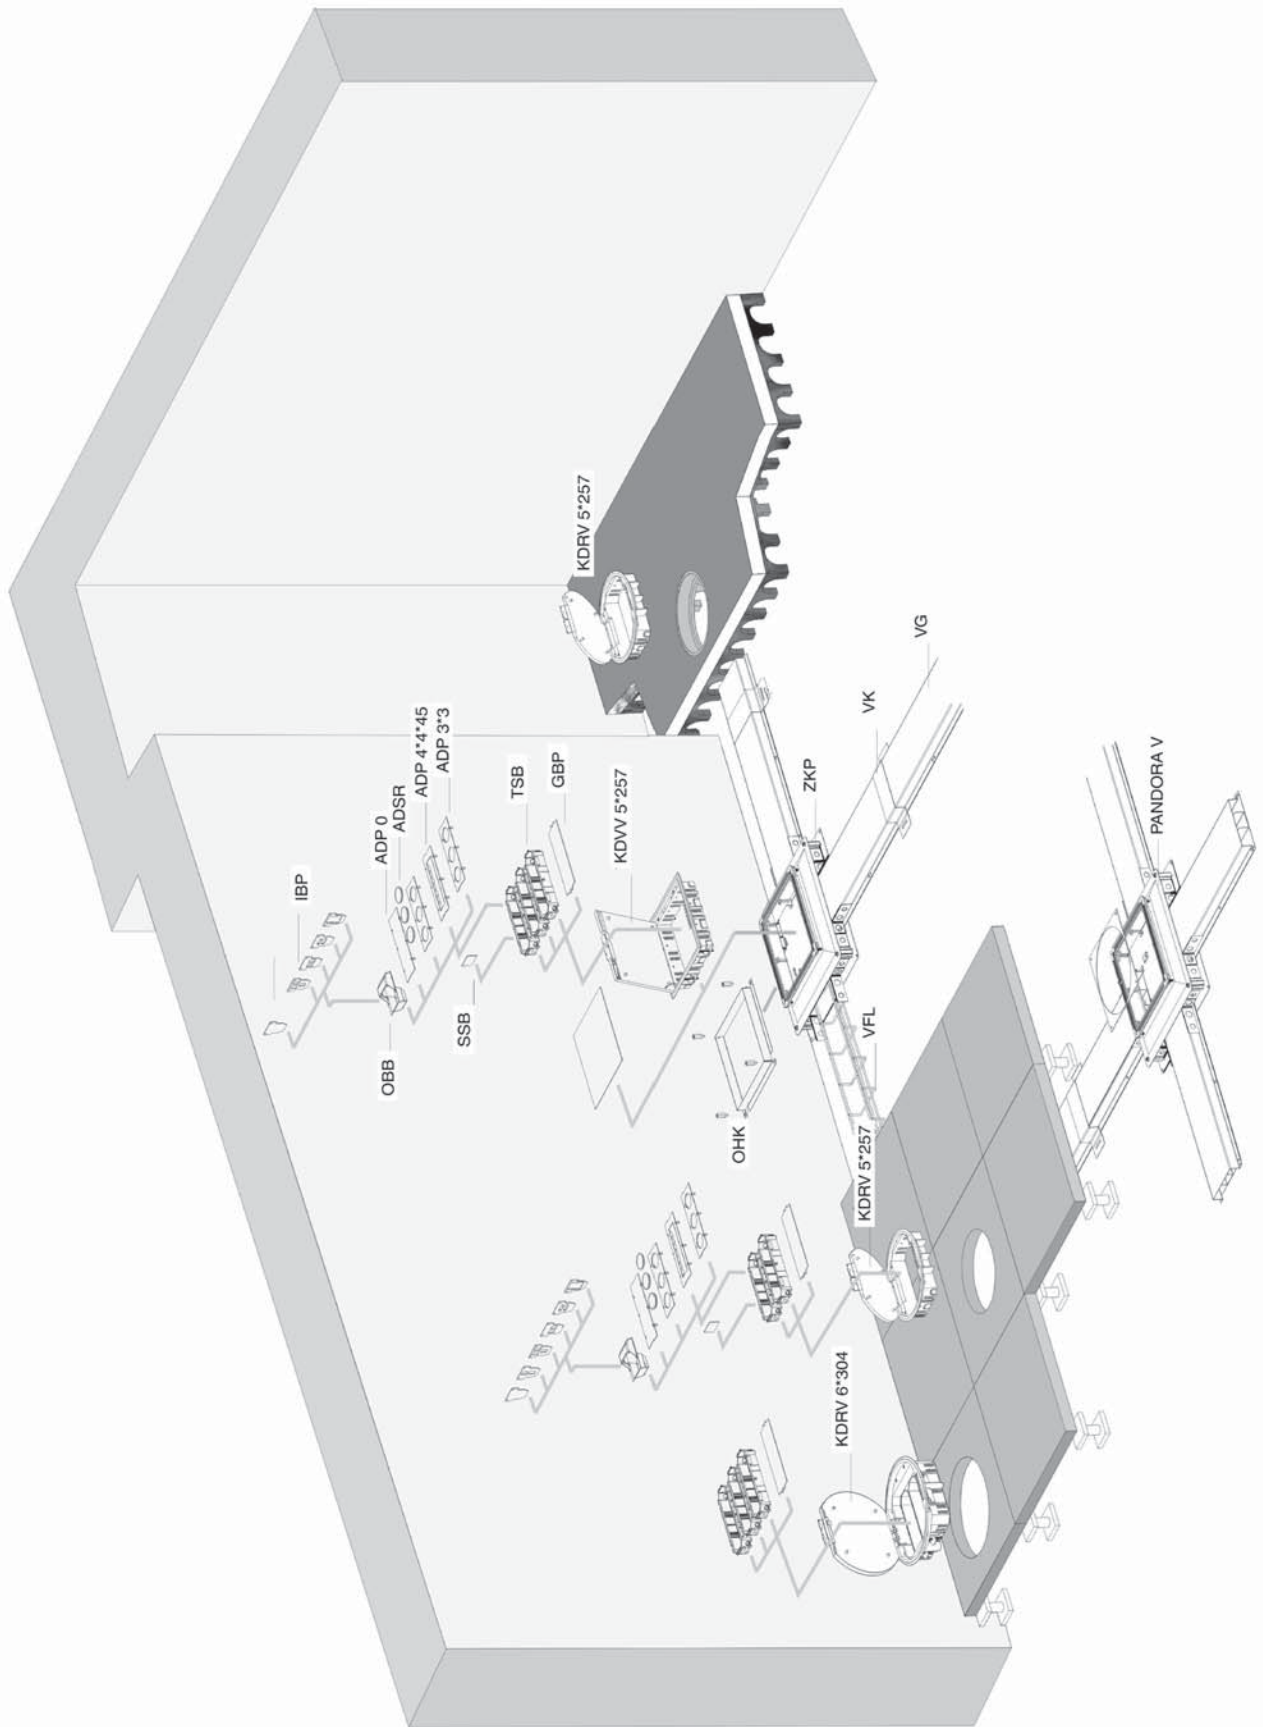 IBP
ADP 0
ADSR
ADP 4*4*45
ADP 3*3
OBB
SSB
TSB
GBP
KDVV 5*257
KDRV 5*257
OHK
ZKP
VK
VG
VFL
KDRV 5*257
KDRV 6*304
PANDORA V